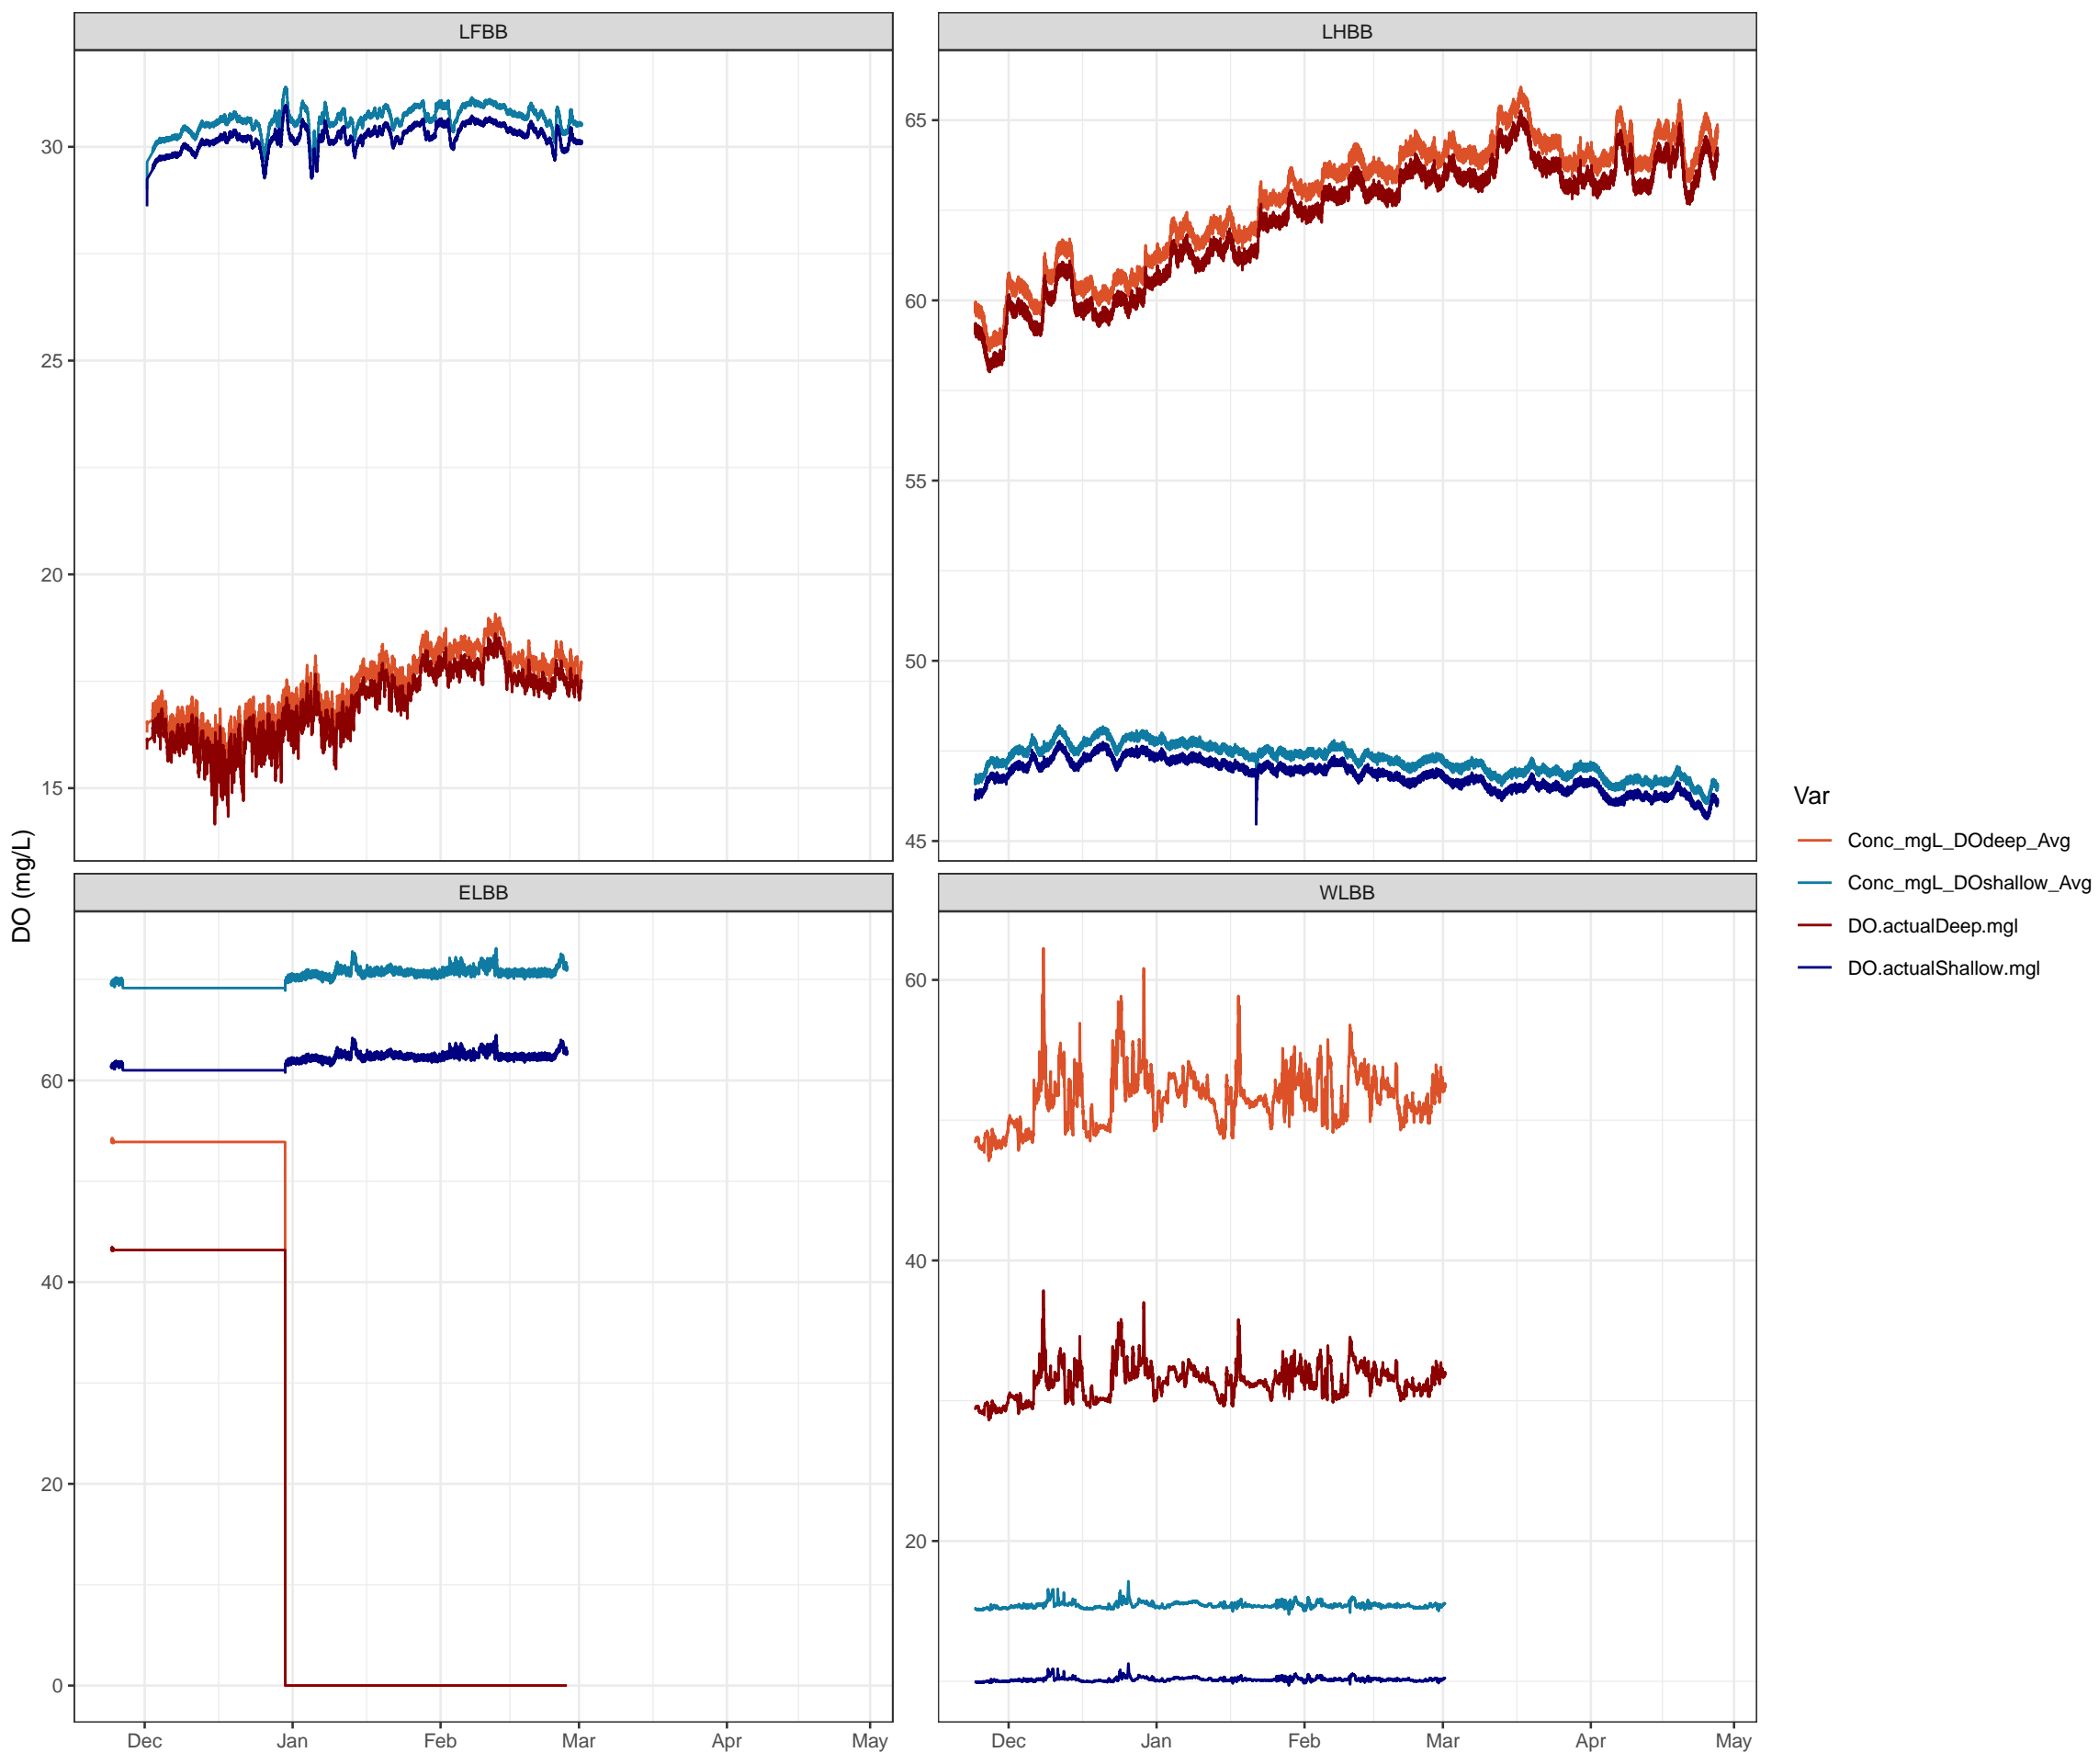 LFBB
LHBB
30
25
20
15
65
60
55
50
45
DO (mg/L)
ELBB
WLBB
60
40
20
0
60
40
20
Dec Jan Feb Mar Apr May
Dec Jan Feb Mar Apr May
Var
Conc_mgL_DOdeep_Avg
Conc_mgL_DOshallow_Avg
DO.actualDeep.mgl
DO.actualShallow.mgl